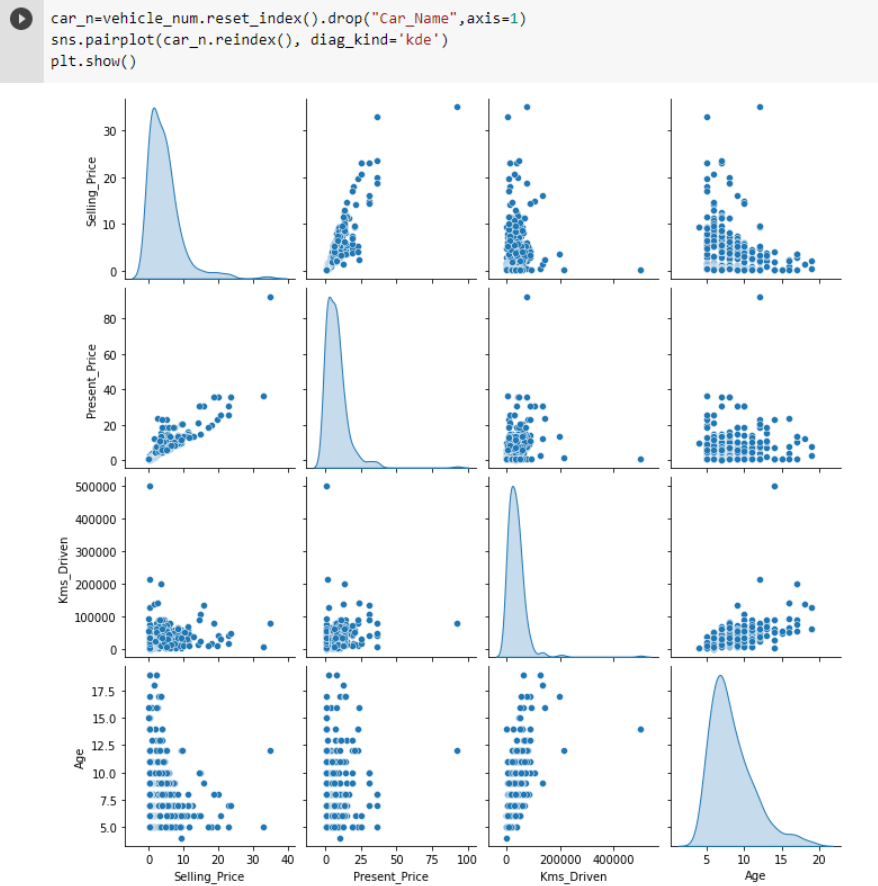 car_n=vehicle_num.reset_index().drop("Car_Name",axis=1)
sns.pairplot(car_n.reindex(), diag_kind='kde')
plt.show()
Selling_Price
30
20
10
0
Present_Price
80
60
40
20
0
Kms_Driven
500000
400000
300000
200000
100000
0
Age
17.5
15.0
12.5
10.0
7.5
5.0
0 10 20 30 40
Selling_Price
0 25 50 75 100
Present_Price
0 200000 400000
Kms_Driven
5 10 15 20
Age